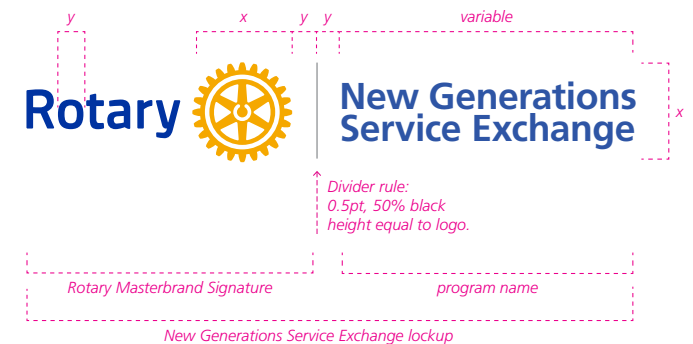 y
x
y
y
variable
Rotary
New Generations
Service Exchange
x
Divider rule:
0.5pt, 50% black
height equal to logo.
Rotary Masterbrand Signature
program name
New Generations Service Exchange lockup